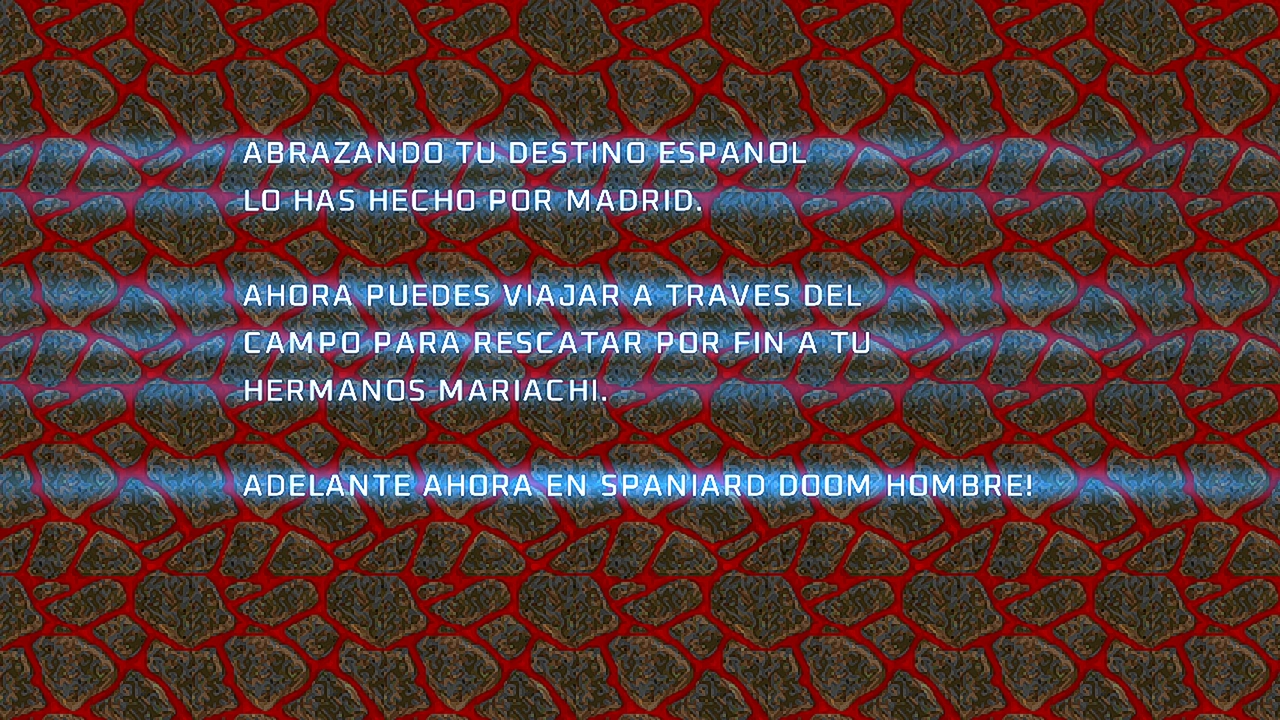 ABRAZANDO TU DESTINO ESPANOL
LO HAS HECHO POR MADRID.
AHORA PUEDES VIAJAR A TRAVES DEL
CAMPO PARA RESCATAR POR FIN A TU
HERMANOS MARIACHI.
ADELANTE AHORA EN SPANIARD DOOM HOMBRE!